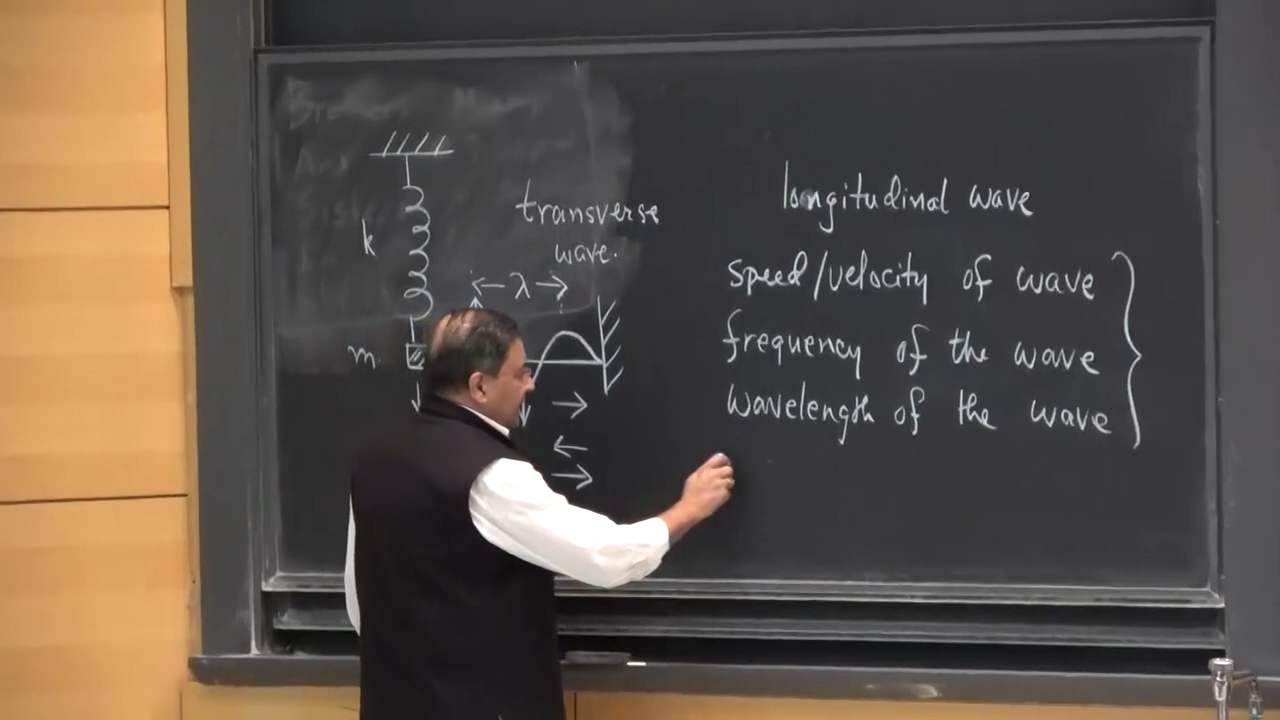 k
m
transverse
wave.
λ
longitudinal wave
speed/velocity of wave
frequency of the wave
wavelength of the wave